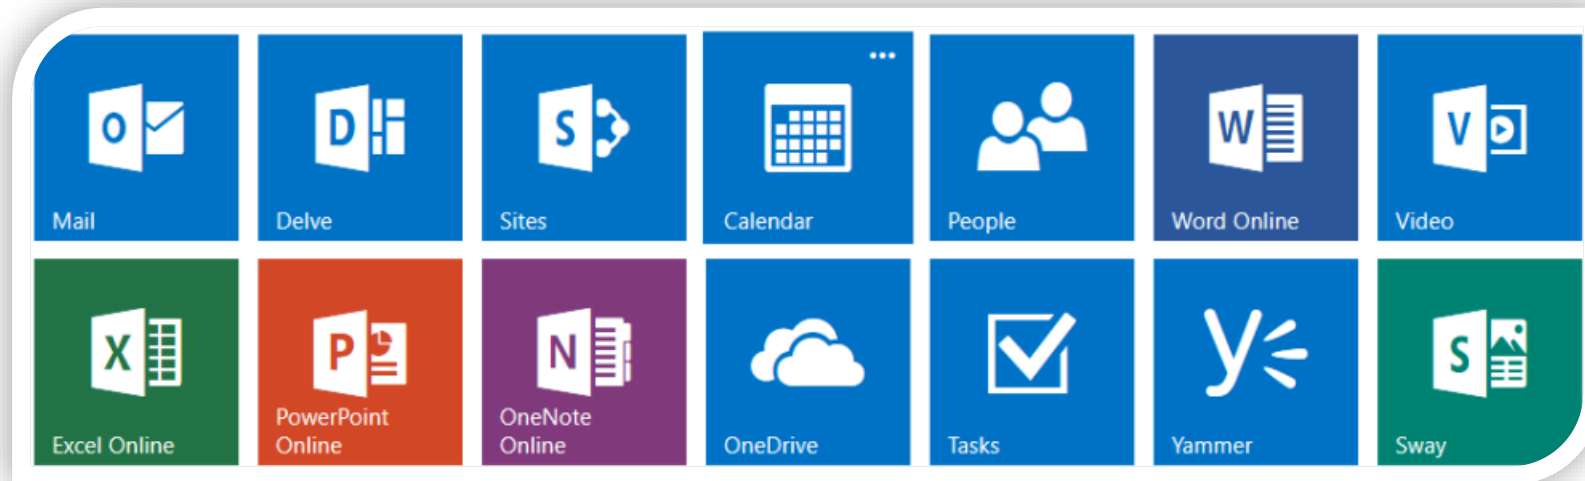 O
D
S
...
W
V
Mail
Delve
Sites
Calendar
People
Word Online
Video
X
P
N
y
S
Excel Online
PowerPoint
Online
OneNote
Online
OneDrive
Tasks
Yammer
Sway